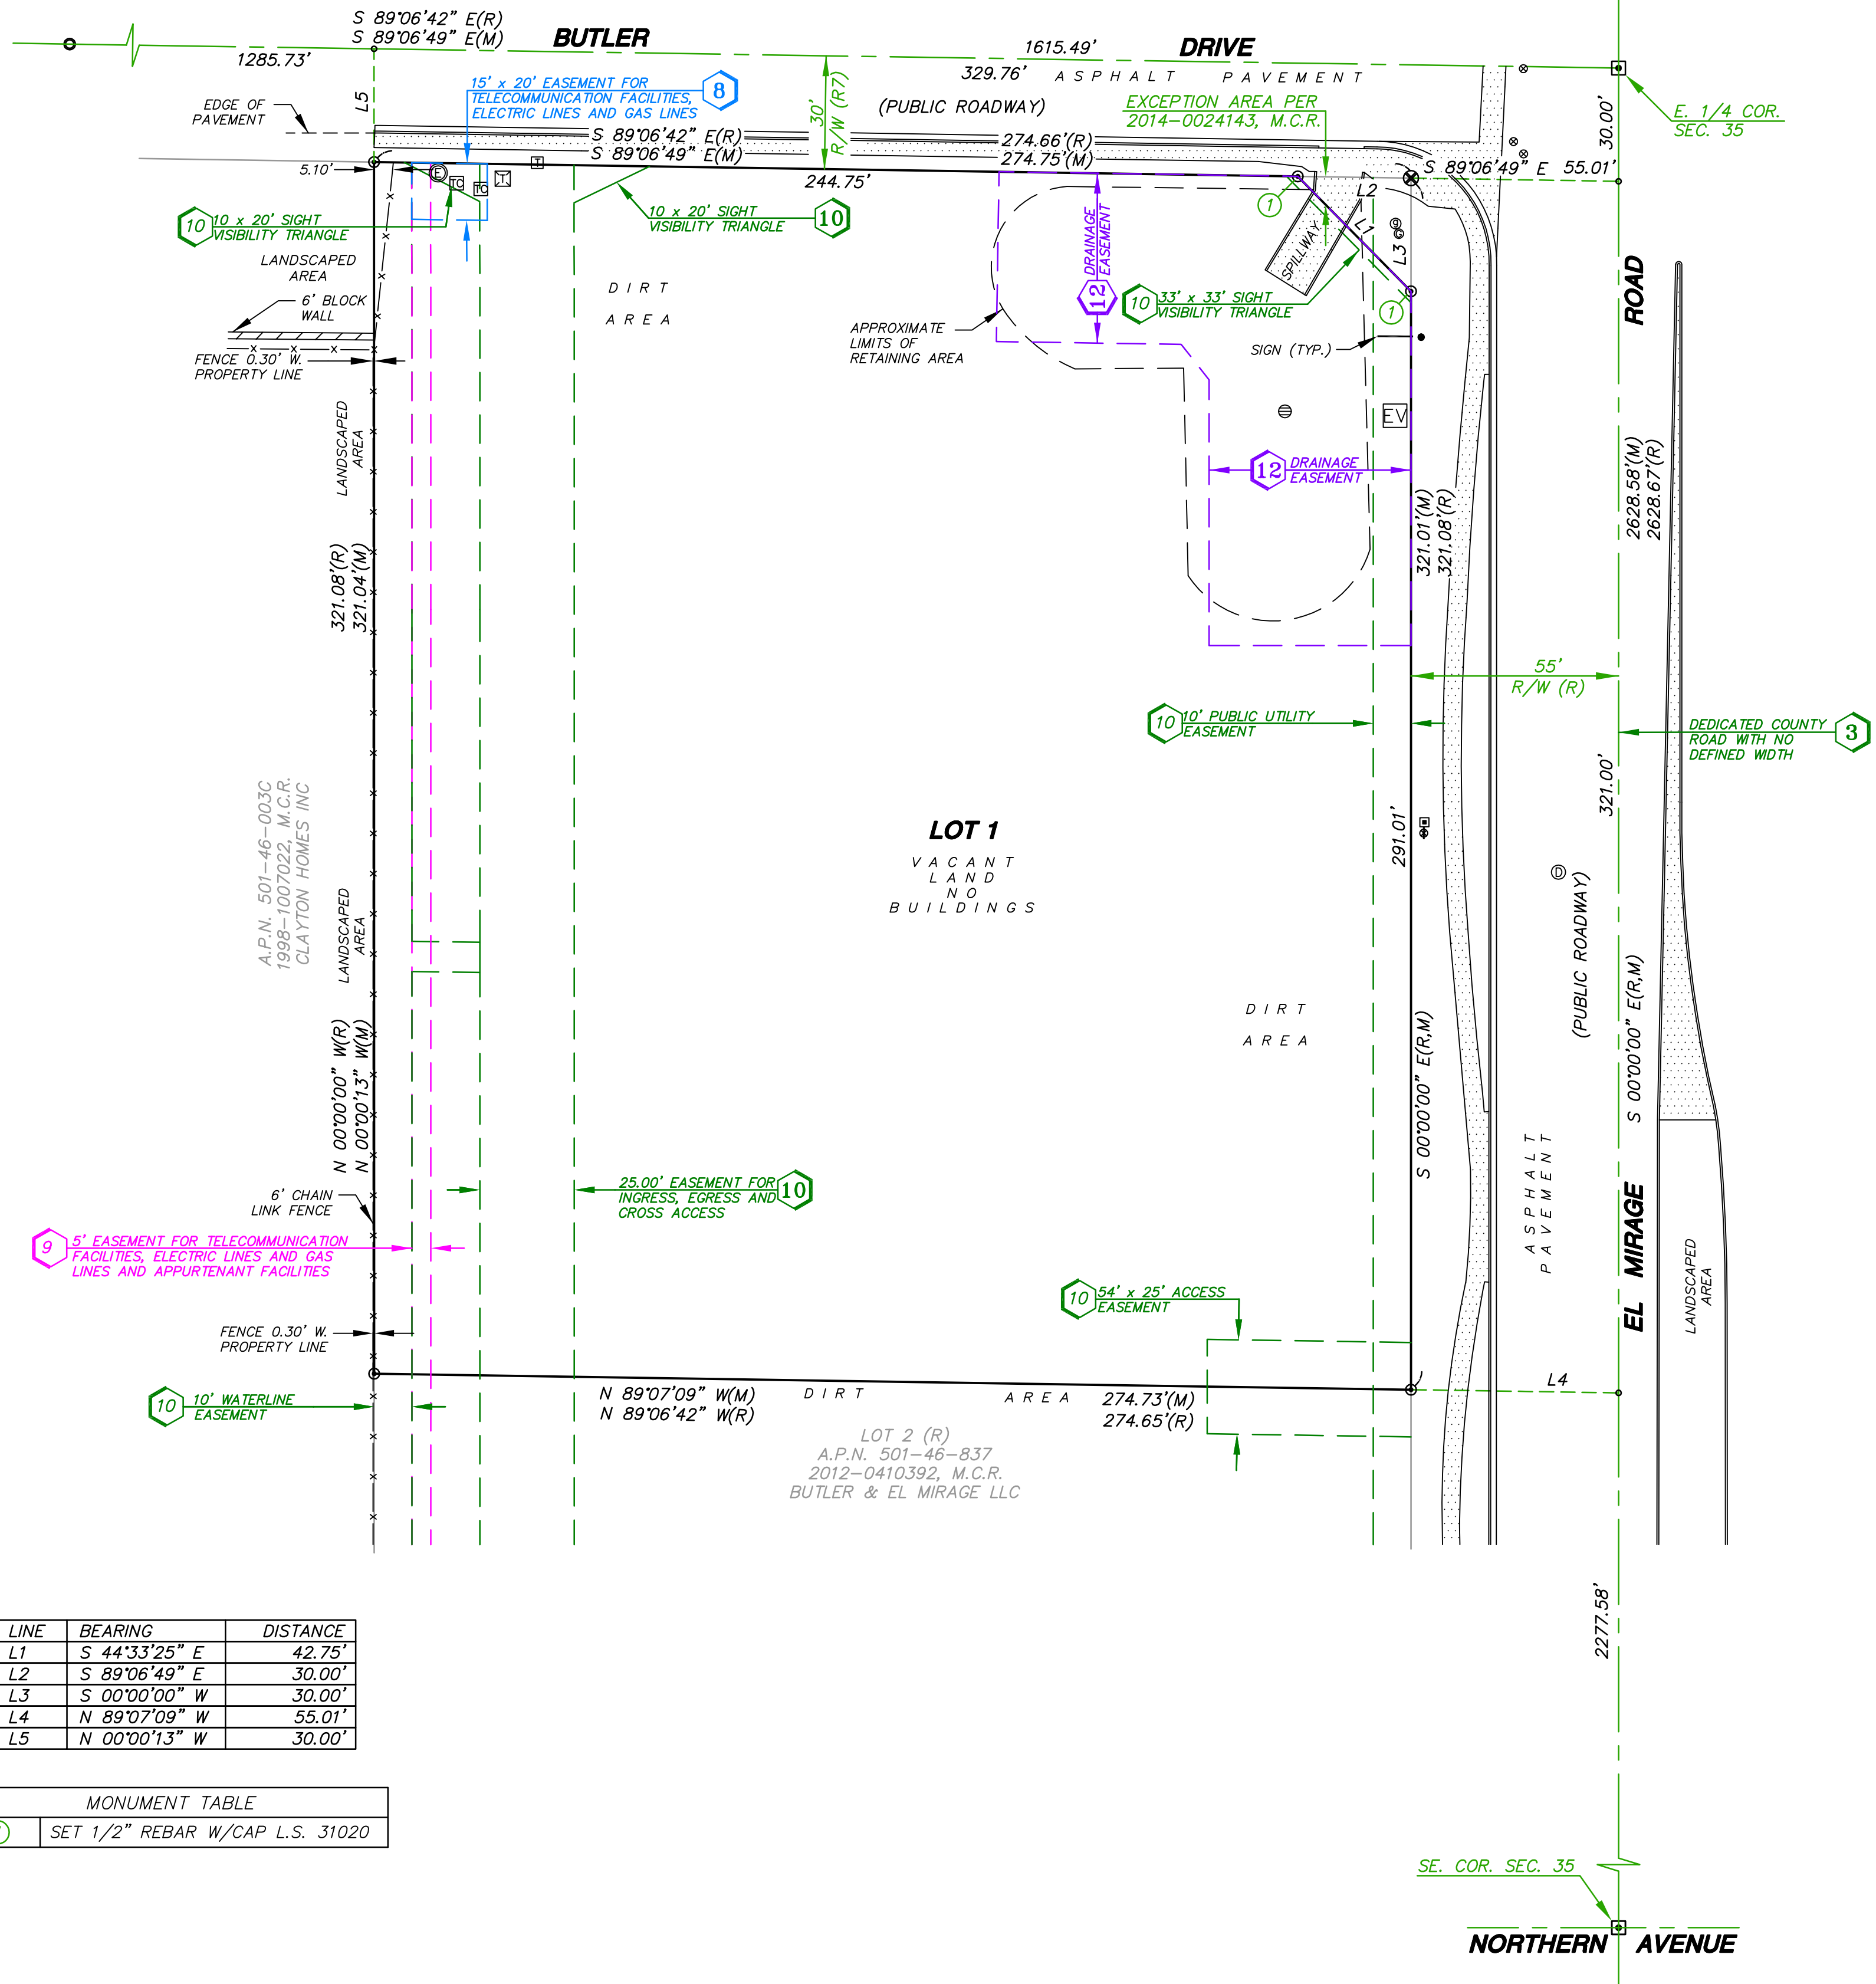 S 89°06'42" E(R)
S 89°06'49" E(M)
BUTLER
DRIVE
1285.73'
1615.49'
329.76'
ASPHALT PAVEMENT
(PUBLIC ROADWAY)
15' x 20' EASEMENT FOR
TELECOMMUNICATION FACILITIES,
ELECTRIC LINES AND GAS LINES
8
30'
R/W (R7)
EXCEPTION AREA PER
2014-0024143, M.C.R.
E. 1/4 COR.
SEC. 35
30.00'
EDGE OF
PAVEMENT
L5
S 89°06'42" E(R)
S 89°06'49" E(M)
274.66'(R)
274.75'(M)
S 89°06'49" E 55.01'
5.10'
244.75'
E
TC
TC
T
T
L2
L1
L3
1
1
10
10 x 20' SIGHT
VISIBILITY TRIANGLE
10 x 20' SIGHT
VISIBILITY TRIANGLE
10
LANDSCAPED
AREA
6' BLOCK
WALL
FENCE 0.30' W.
PROPERTY LINE
DIRT
AREA
DRAINAGE
EASEMENT
12
SPILLWAY
10
33' x 33' SIGHT
VISIBILITY TRIANGLE
APPROXIMATE
LIMITS OF
RETAINING AREA
SIGN (TYP.)
EV
12
DRAINAGE
EASEMENT
ROAD
LANDSCAPED
AREA
321.08'(R)
321.04'(M)
321.01'(M)
321.08'(R)
2628.58'(M)
2628.67'(R)
55'
R/W (R)
10
10' PUBLIC UTILITY
EASEMENT
DEDICATED COUNTY
ROAD WITH NO
DEFINED WIDTH
3
321.00'
A.P.N. 501-46-003C
1998-10070022, M.C.R.
CLAYTON HOMES INC
LOT 1
VACANT
LAND
NO
BUILDINGS
291.01'
D
(PUBLIC ROADWAY)
LANDSCAPED
AREA
DIRT
AREA
N 00°00'00" W(R)
N 00°00'13" W(M)
S 00°00'00" E(R,M)
S 00°00'00" E(R,M)
6' CHAIN
LINK FENCE
25.00' EASEMENT FOR
INGRESS, EGRESS AND
CROSS ACCESS
10
ASPHALT
PAVEMENT
EL MIRAGE
LANDSCAPED
AREA
9
5' EASEMENT FOR TELECOMMUNICATION
FACILITIES, ELECTRIC LINES AND GAS
LINES AND APPURTENANT FACILITIES
10
54' x 25' ACCESS
EASEMENT
FENCE 0.30' W.
PROPERTY LINE
10
10' WATERLINE
EASEMENT
N 89°07'09" W(M)
N 89°06'42" W(R)
DIRT AREA
274.73'(M)
274.65'(R)
L4
LOT 2 (R)
A.P.N. 501-46-837
2012-0410392, M.C.R.
BUTLER & EL MIRAGE LLC
2277.58'
LINE BEARING DISTANCE
L1 S 44°33'25" E 42.75'
L2 S 89°06'49" E 30.00'
L3 S 00°00'00" W 30.00'
L4 N 89°07'09" W 55.01'
L5 N 00°00'13" W 30.00'
MONUMENT TABLE
SET 1/2" REBAR W/CAP L.S. 31020
SE. COR. SEC. 35
NORTHERN AVENUE